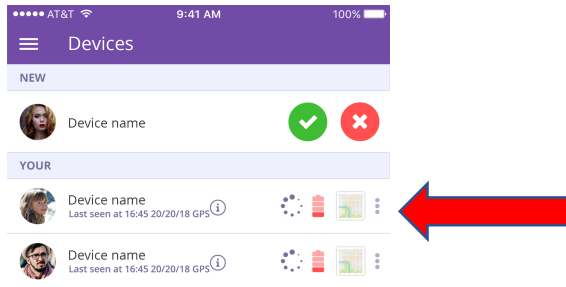 AT&T 9:41 AM 100%
Devices
NEW
Device name
YOUR
Device name
Last seen at 16:45 20/20/18 GPS
Device name
Last seen at 16:45 20/20/18 GPS